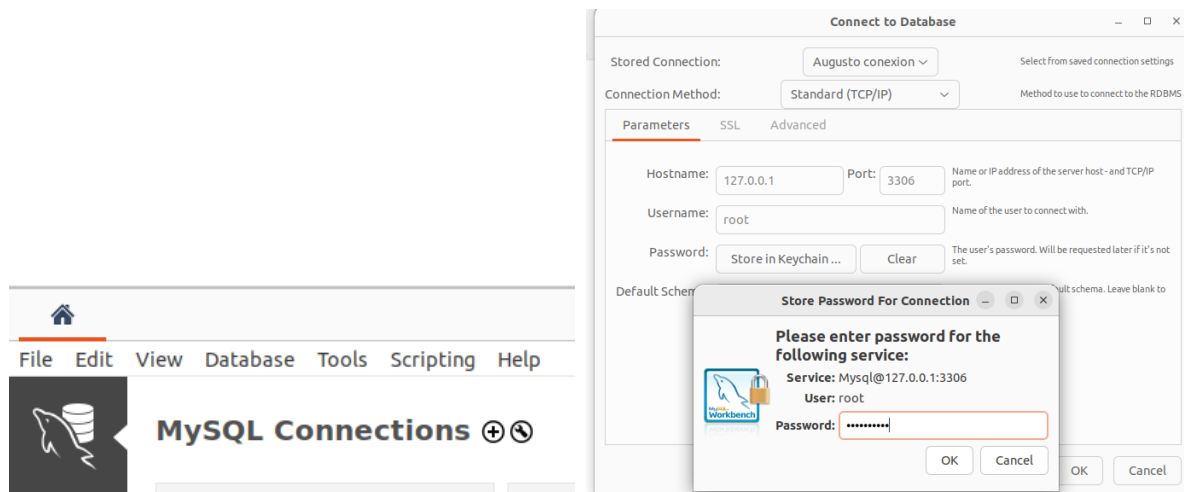 File Edit View Database Tools Scripting Help
MySQL Connections
Connect to Database
Stored Connection: Augusto conexion Select from saved connection settings
Connection Method: Standard (TCP/IP) Method to use to connect to the RDBMS
Parameters SSL Advanced
Hostname: 127.0.0.1 Port: 3306 Name or IP address of the server host - and TCP/IP
port.
Username: root Name of the user to connect with.
Password: Store in Keychain ... Clear The user's password. Will be requested later if it's not
set.
Default Schem schema. Leave blank to
Store Password For Connection
Please enter password for the
following service:
Service: Mysql@127.0.0.1:3306
User: root
MySQL
Workbench
Password: ••••••••••
OK Cancel
OK Cancel